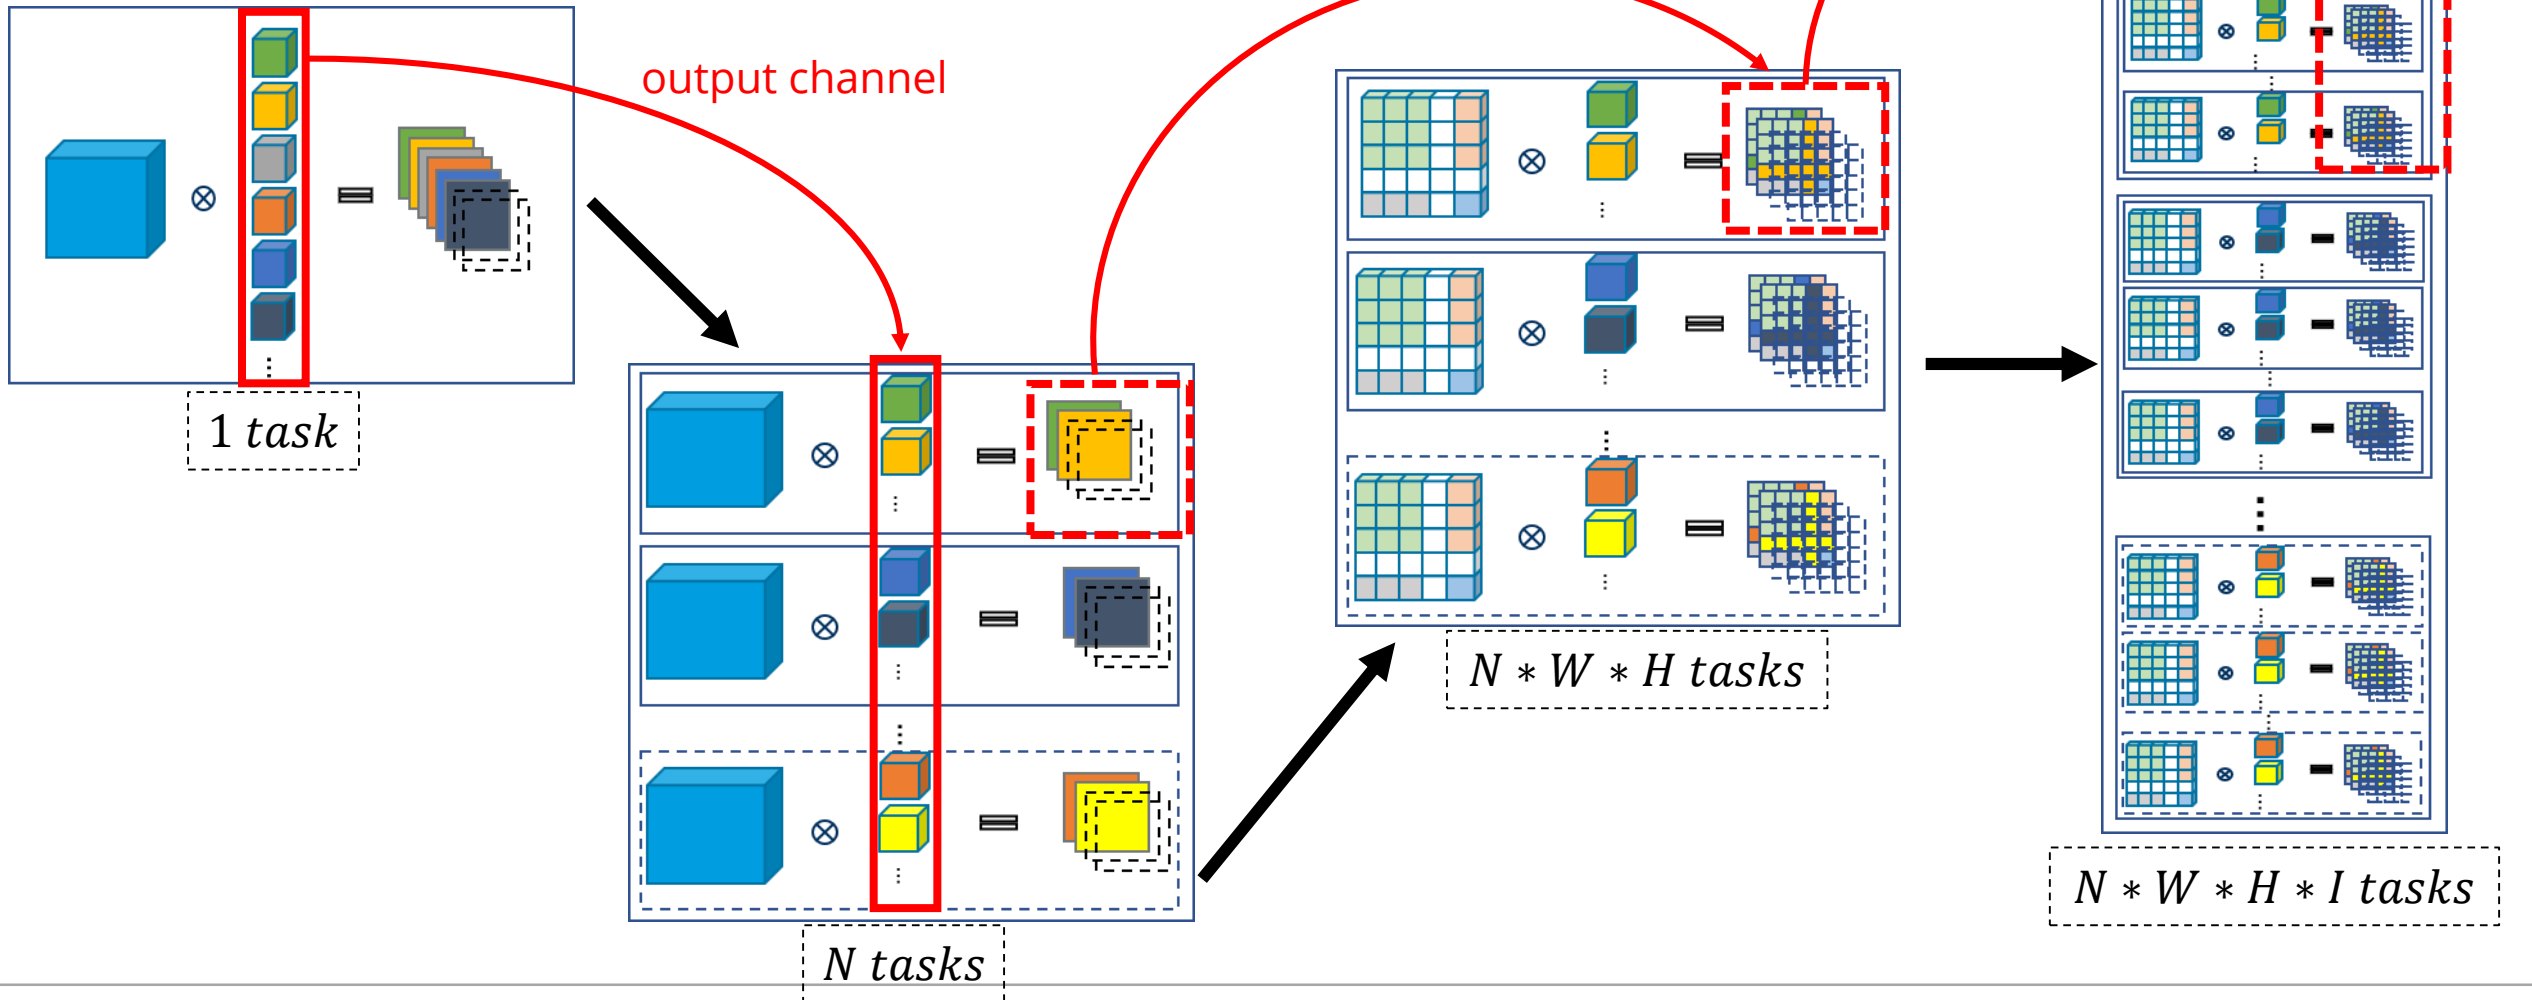 output channel
1 task
N tasks
N ∗ W ∗ H tasks
N ∗ W ∗ H ∗ I tasks